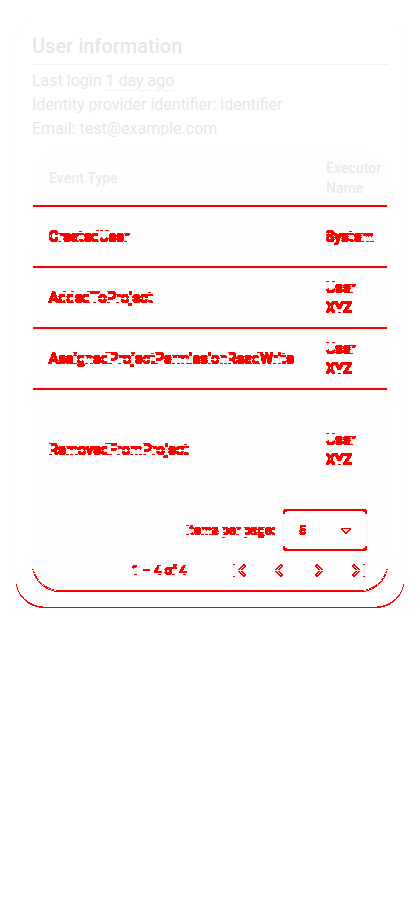 User information
Last login 1 day ago
Identity provider identifier: identifier
Email: test@example.com
Event Type
Executor Name
CreatedUser
System
AddedToProject
User XYZ
AssignedProjectPermissionReadWrite
User XYZ
RemovedFromProject
User XYZ
Items per page:
5
1 – 4 of 4